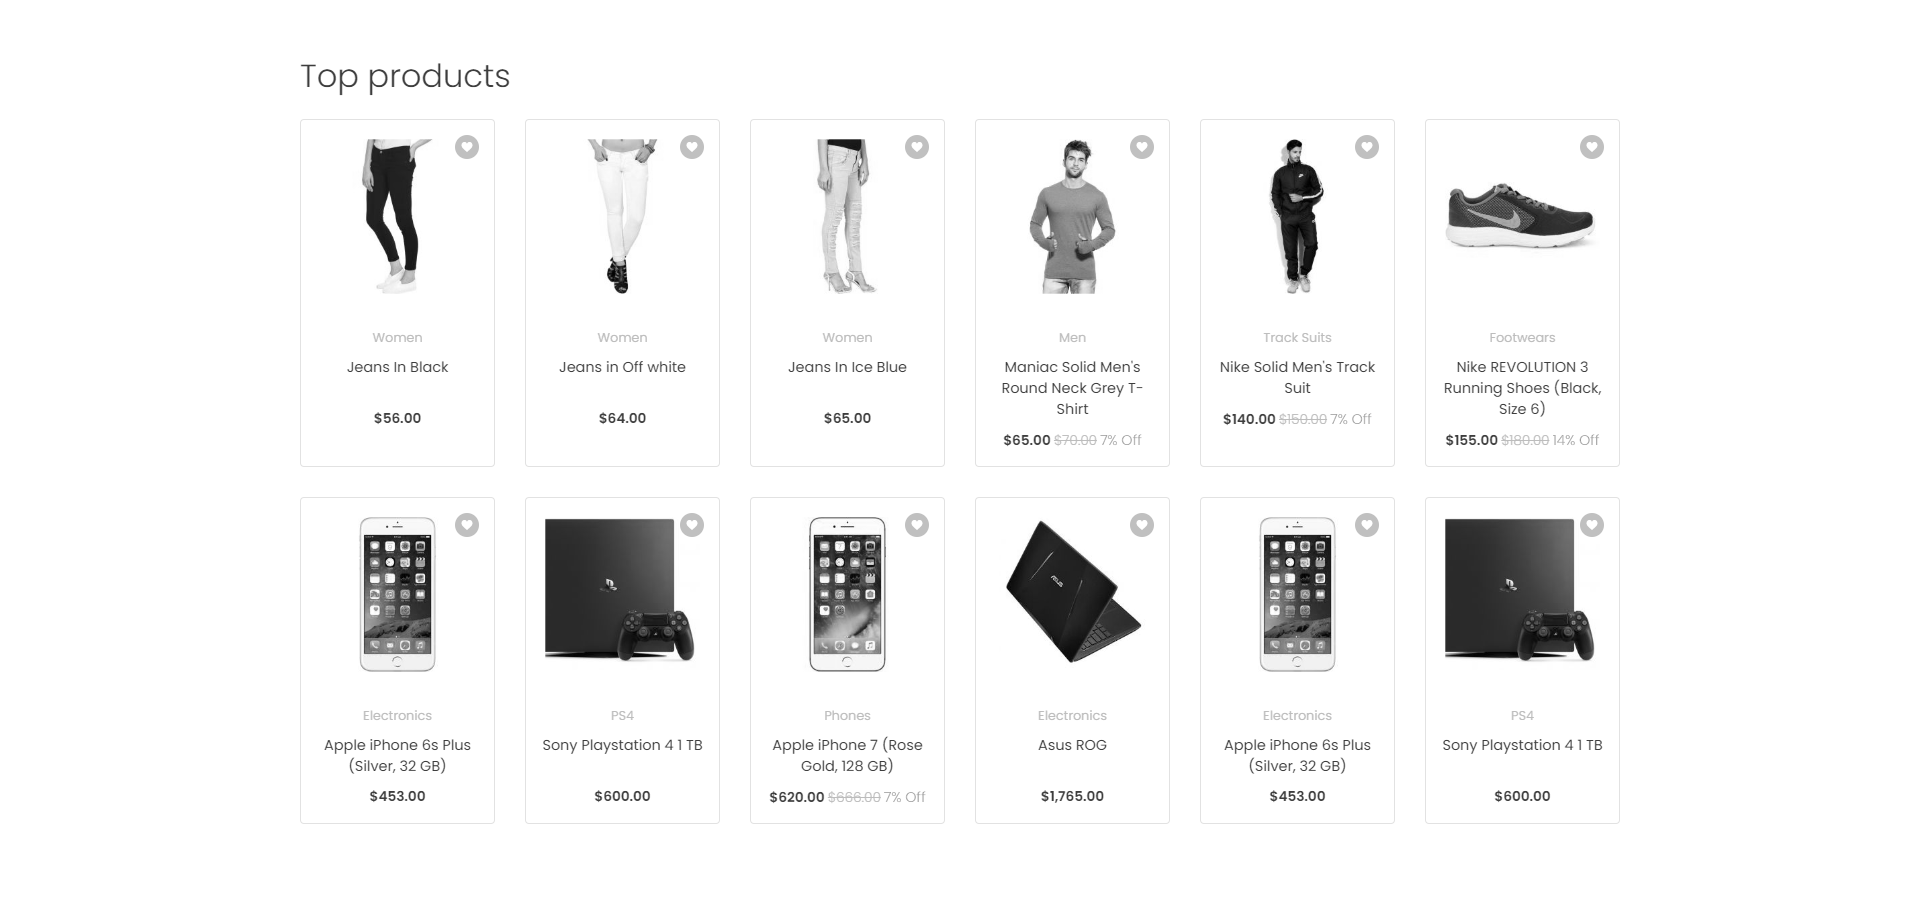 Top products
Women
Jeans In Black
$56.00
Women
Jeans in Off white
$64.00
Women
Jeans In Ice Blue
$65.00
Men
Maniac Solid Men's
Round Neck Grey T-
Shirt
$65.00 $70.00 7% Off
Track Suits
Nike Solid Men's Track
Suit
$140.00 $150.00 7% Off
Footwears
Nike REVOLUTION 3
Running Shoes (Black,
Size 6)
$155.00 $180.00 14% Off
Electronics
Apple iPhone 6s Plus
(Silver, 32 GB)
$453.00
PS4
Sony Playstation 4 1 TB
$600.00
Phones
Apple iPhone 7 (Rose
Gold, 128 GB)
$620.00 $666.00 7% Off
ASUS
Electronics
Asus ROG
$1,765.00
Electronics
Apple iPhone 6s Plus
(Silver, 32 GB)
$453.00
PS4
Sony Playstation 4 1 TB
$600.00